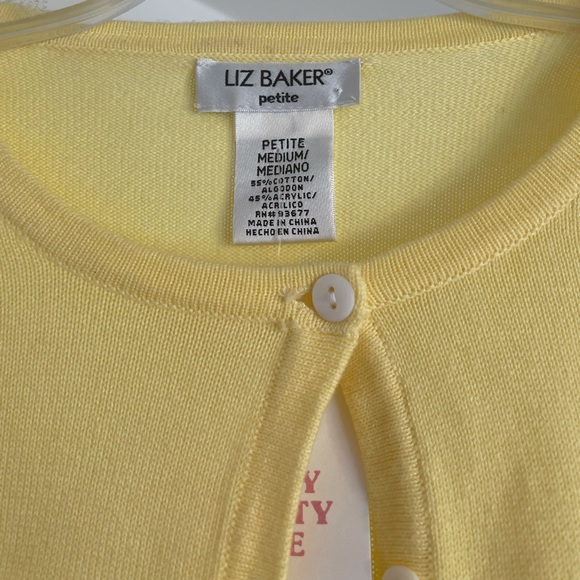 LIZ BAKER®
petite
PETITE
MEDIUM/
MEDIANO
55%COTTON/
ALGODON
45%ACRYLIC/
ACRILICO
RN# 93677
MADE IN CHINA
HECHO EN CHINA
Y
TY
E